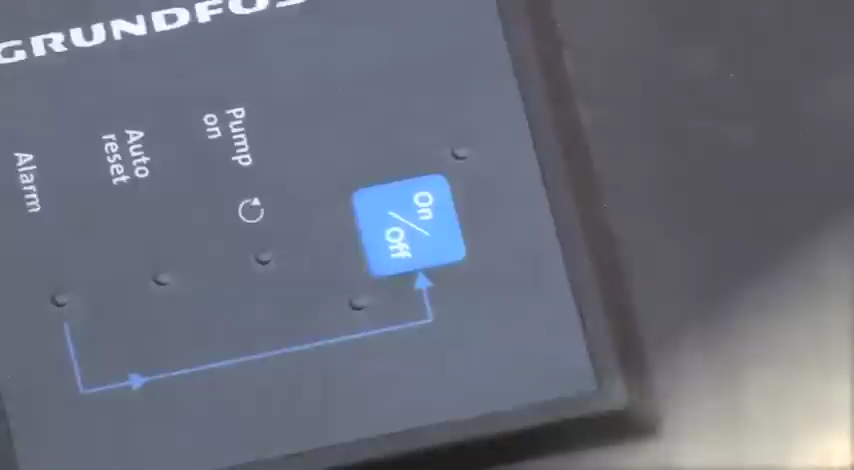 GRUNDFOS
On
Off
Pump
on
Auto
reset
Alarm